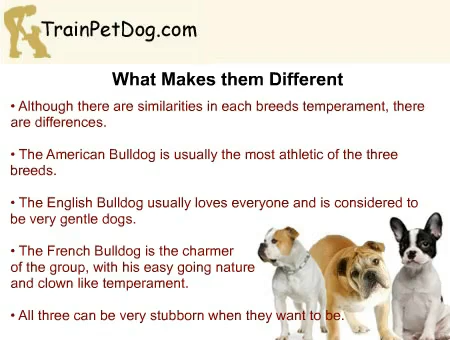 TrainPetDog.com
What Makes them Different
• Although there are similarities in each breeds temperament, there
are differences.
• The American Bulldog is usually the most athletic of the three
breeds.
• The English Bulldog usually loves everyone and is considered to
be very gentle dogs.
• The French Bulldog is the charmer
of the group, with his easy going nature
and clown like temperament.
• All three can be very stubborn when they want to be.